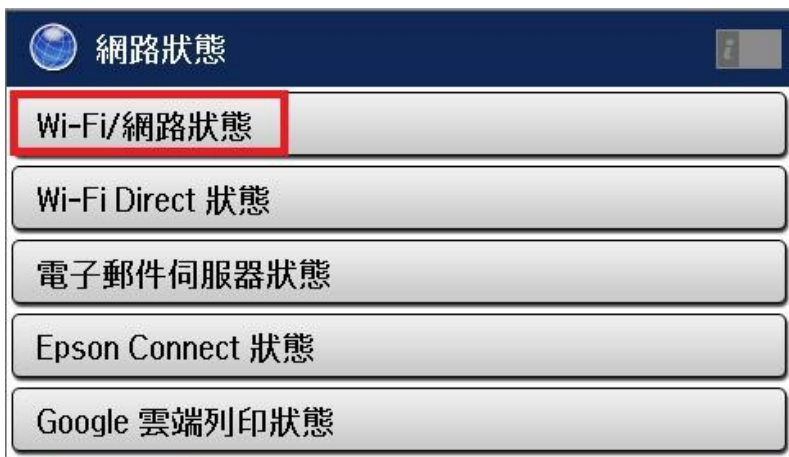 網路狀態
i
Wi-Fi/網路狀態
Wi-Fi Direct 狀態
電子郵件伺服器狀態
Epson Connect 狀態
Google 雲端列印狀態